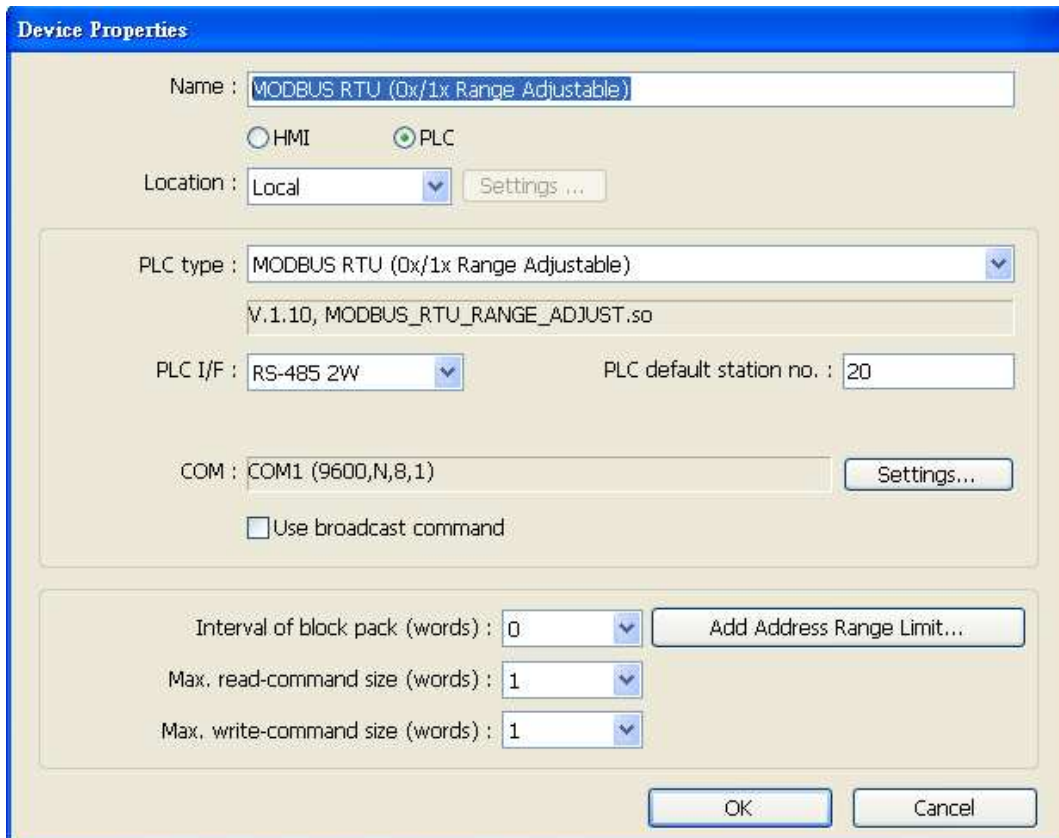 Device Properties
Name : MODBUS RTU (0x/1x Range Adjustable)
HMI PLC
Location : Local Settings ...
PLC type : MODBUS RTU (0x/1x Range Adjustable)
V.1.10, MODBUS_RTU_RANGE_ADJUST.so
PLC I/F : RS-485 2W PLC default station no. : 20
COM : COM1 (9600,N,8,1) Settings...
Use broadcast command
Interval of block pack (words) : 0 Add Address Range Limit...
Max. read-command size (words) : 1
Max. write-command size (words) : 1
OK Cancel